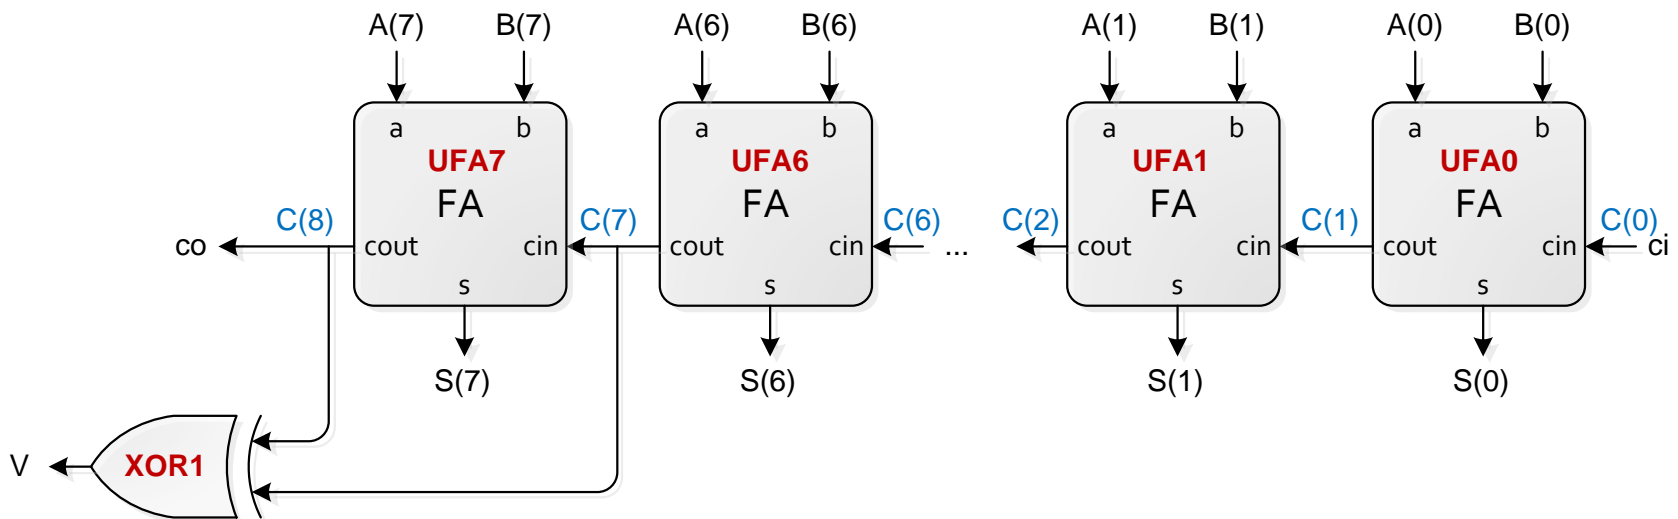 A(7) B(7) A(6) B(6) A(1) B(1) A(0) B(0)
a b a b a b a b
UFA7 UFA6 UFA1 UFA0
FA FA FA FA
C(8) C(7) C(6) C(2) C(1) C(0)
co cout cin cout cin ... cout cin cout cin ci
s s s s
S(7) S(6) S(1) S(0)
V XOR1